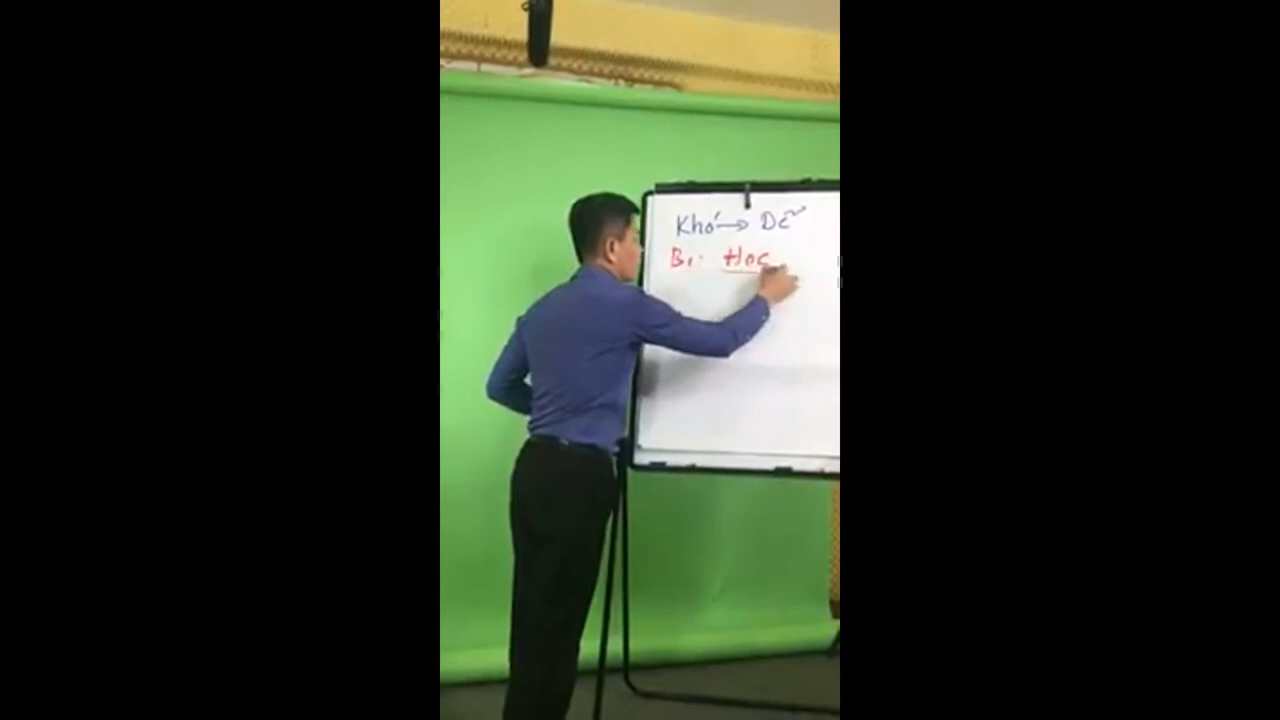 Khó → Dễ
B1: Học